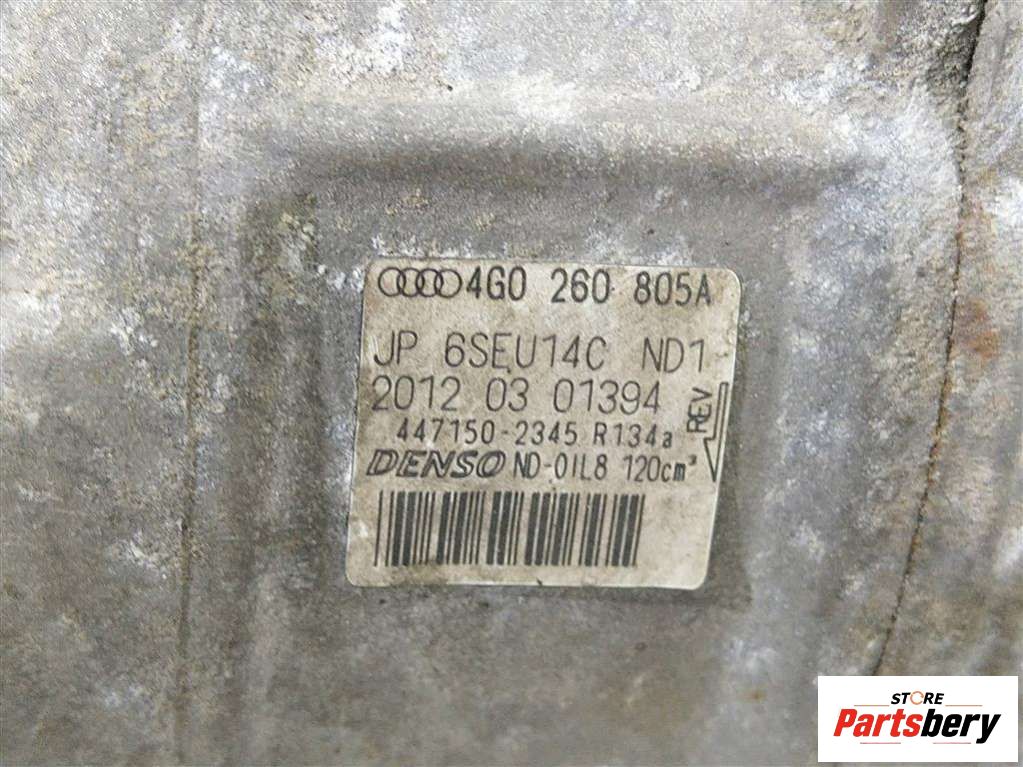 4G0 260 805A
JP 6SEU14C ND1
2012 03 01394
REV
447150-2345 R134a
DENSO ND-OIL8 120cm³
STORE
Partsbery